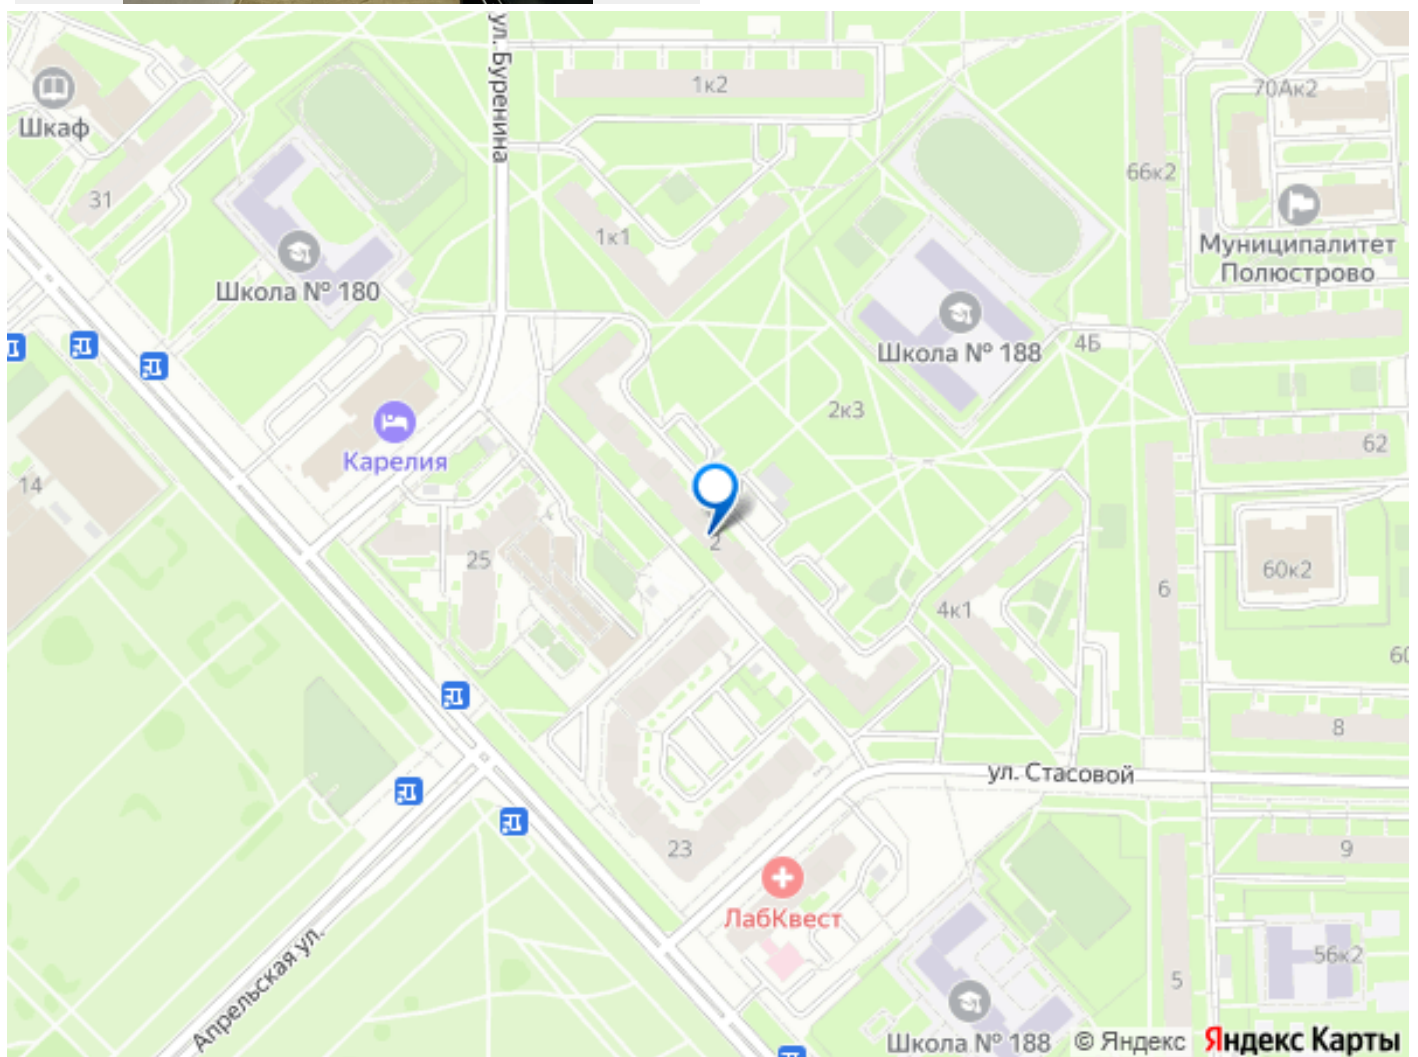 ул. Буренина
1к2
70Ак2
Шкаф
66к2
31
1к1
Муниципалитет
Полюстрово
Школа № 180
Школа № 188
4Б
2к3
62
Карелия
14
2
25
60к2
6
4к1
60
8
ул. Стасовой
23
9
ЛабКвест
56к2
5
Апрельская ул.
Школа № 188
© Яндекс
Яндекс Карты